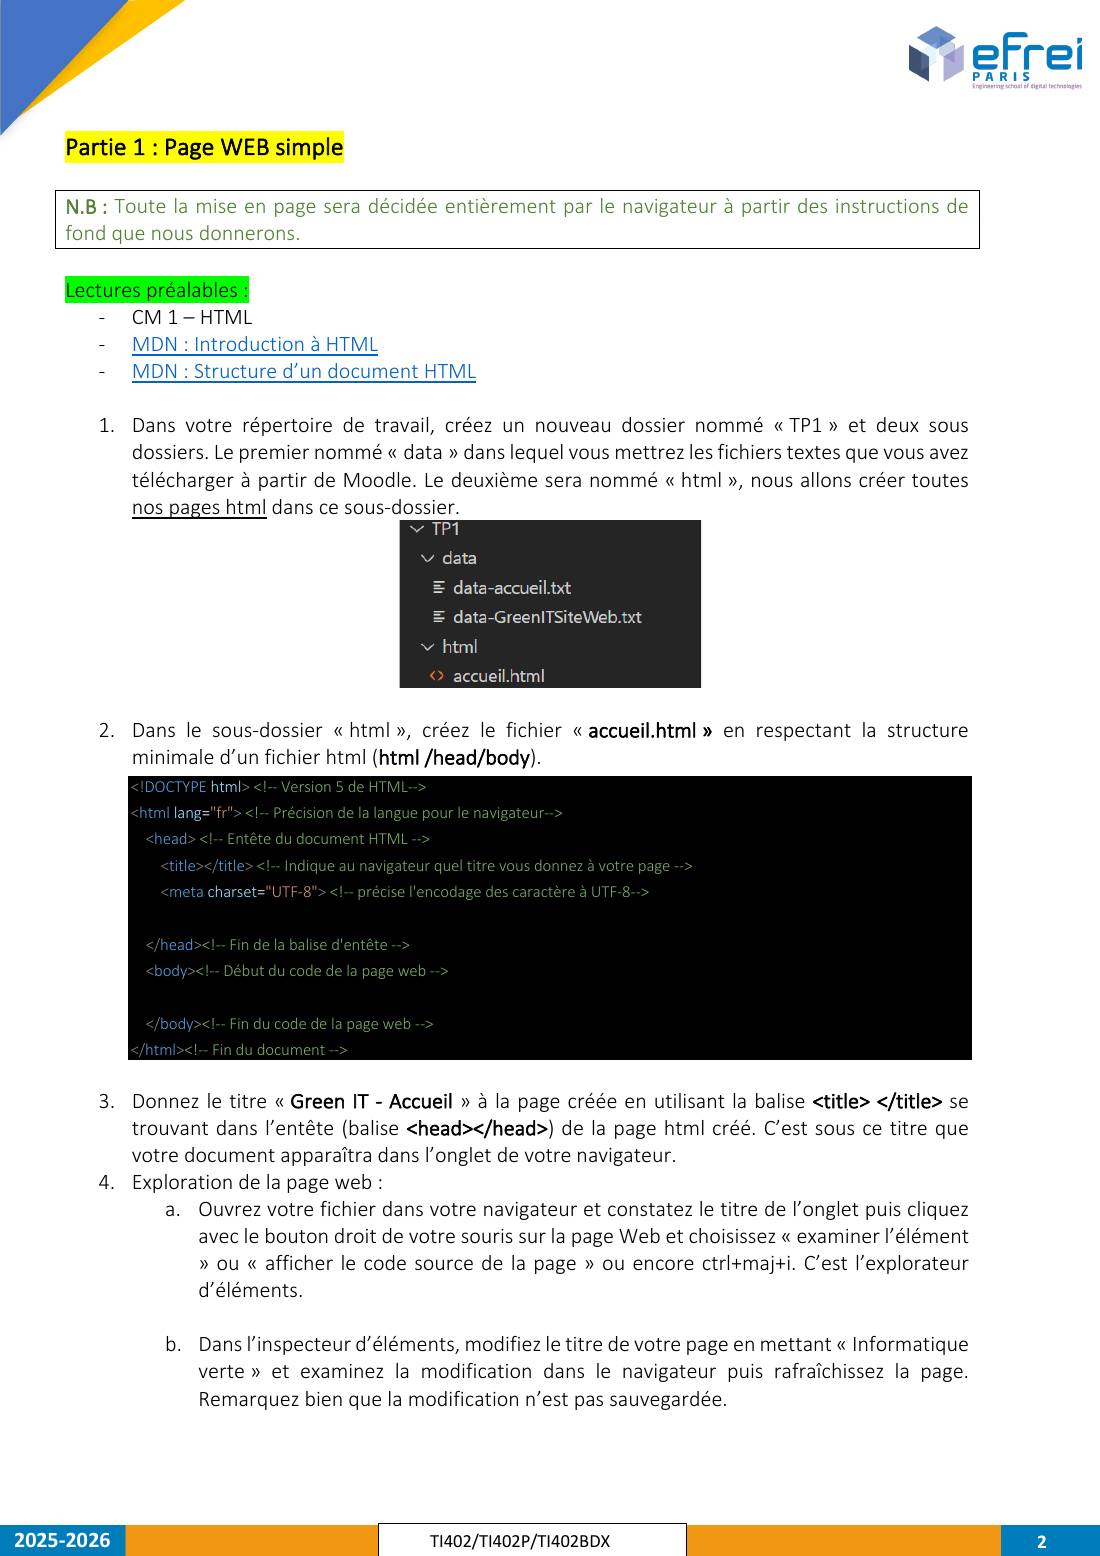 efrei
PARIS
Engineering school of digital technologies
Partie 1 : Page WEB simple
N.B : Toute la mise en page sera décidée entièrement par le navigateur à partir des instructions de
fond que nous donnerons.
Lectures préalables :
- CM 1 – HTML
- MDN : Introduction à HTML
- MDN : Structure d’un document HTML
1. Dans votre répertoire de travail, créez un nouveau dossier nommé « TP1 » et deux sous
dossiers. Le premier nommé « data » dans lequel vous mettrez les fichiers textes que vous avez
télécharger à partir de Moodle. Le deuxième sera nommé « html », nous allons créer toutes
nos pages html dans ce sous-dossier.
TP1
data
data-accueil.txt
data-GreenITSiteWeb.txt
html
<> accueil.html
2. Dans le sous-dossier « html », créez le fichier « accueil.html » en respectant la structure
minimale d’un fichier html (html /head/body).
<!DOCTYPE html> <!-- Version 5 de HTML-->
<html lang="fr"> <!-- Précision de la langue pour le navigateur-->
<head> <!-- Entête du document HTML -->
<title></title> <!-- Indique au navigateur quel titre vous donnez à votre page -->
<meta charset="UTF-8"> <!-- précise l'encodage des caractère à UTF-8-->
</head><!-- Fin de la balise d'entête -->
<body><!-- Début du code de la page web -->
</body><!-- Fin du code de la page web -->
</html><!-- Fin du document -->
3. Donnez le titre « Green IT - Accueil » à la page créée en utilisant la balise <title> </title> se
trouvant dans l’entête (balise <head></head>) de la page html créé. C’est sous ce titre que
votre document apparaîtra dans l’onglet de votre navigateur.
4. Exploration de la page web :
a. Ouvrez votre fichier dans votre navigateur et constatez le titre de l’onglet puis cliquez
avec le bouton droit de votre souris sur la page Web et choisissez « examiner l’élément
» ou « afficher le code source de la page » ou encore ctrl+maj+i. C’est l’explorateur
d’éléments.
b. Dans l’inspecteur d’éléments, modifiez le titre de votre page en mettant « Informatique
verte » et examinez la modification dans le navigateur puis rafraîchissez la page.
Remarquez bien que la modification n’est pas sauvegardée.
2025-2026
TI402/TI402P/TI402BDX
2